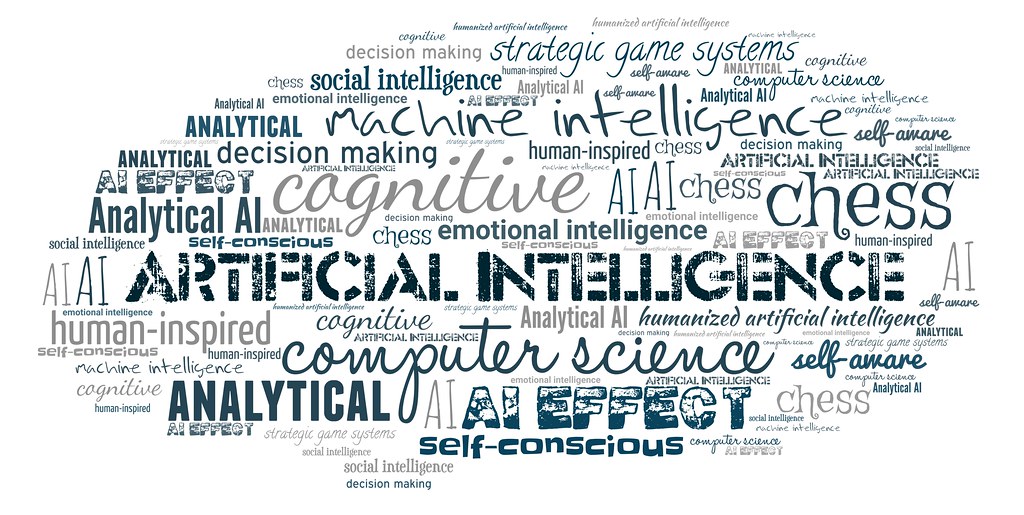 humanized artificial intelligence
humanized artificial intelligence
cognitive
machine intelligence
decision making
strategic game systems
cognitive
chess
social intelligence
human-inspired
self-aware
ANALYTICAL
computer science
Analytical AI
emotional intelligence
AI EFFECT
Analytical AI
self-aware
Analytical AI
machine intelligence
cognitive
ANALYTICAL
machine intelligence
computer science
self-aware
strategic game systems
strategic game systems
decision making
social intelligence
ANALYTICAL
decision making
human-inspired
chess
ARTIFICIAL INTELLIGENCE
ARTIFICIAL INTELLIGENCE
machine intelligence
ARTIFICIAL INTELLIGENCE
self-conscious
AI EFFECT
cognitive
AI
AI
chess
chess
Analytical AI
ANALYTICAL
decision making
emotional intelligence
chess
emotional intelligence
AI EFFECT
human-inspired
social intelligence
self-conscious
self-conscious
humanized artificial intelligence
AI
AI
ARTIFICIAL INTELLIGENCE
AI
self-aware
emotional intelligence
humanized artificial intelligence
strategic game systems
human-inspired
cognitive
Analytical AI
humanized artificial intelligence
ARTIFICIAL INTELLIGENCE
decision making
humanized artificial intelligence
emotional intelligence
ANALYTICAL
self-conscious
human-inspired
computer science
computer science
strategic game systems
machine intelligence
self-aware
cognitive
emotional intelligence
ARTIFICIAL INTELLIGENCE
computer science
Analytical AI
human-inspired
ANALYTICAL
AI
AI EFFECT
chess
social intelligence
AI EFFECT
strategic game systems
machine intelligence
self-conscious
computer science
social intelligence
AI EFFECT
social intelligence
decision making